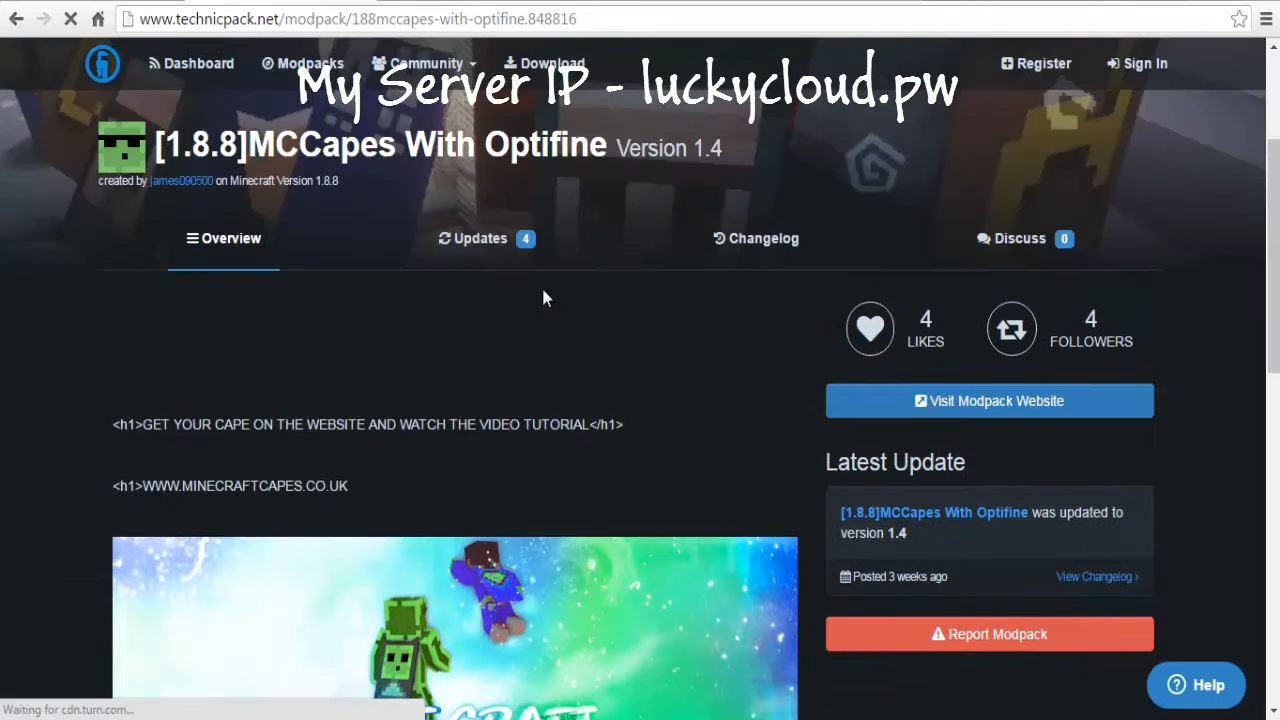 www.technicpack.net/modpack/188mccapes-with-optifine.848816
Dashboard Modpacks Community Download Register Sign In
My Server IP - luckycloud.pw
[1.8.8]MCCapes With Optifine Version 1.4
created by james090500 on Minecraft Version 1.8.8
Overview Updates 4 Changelog Discuss 0
4 LIKES
4 FOLLOWERS
Visit Modpack Website
<h1>GET YOUR CAPE ON THE WEBSITE AND WATCH THE VIDEO TUTORIAL</h1>
Latest Update
<h1>WWW.MINECRAFTCAPES.CO.UK
[1.8.8]MCCapes With Optifine was updated to
version 1.4
Posted 3 weeks ago View Changelog ›
Report Modpack
Help
Waiting for cdn.turn.com...